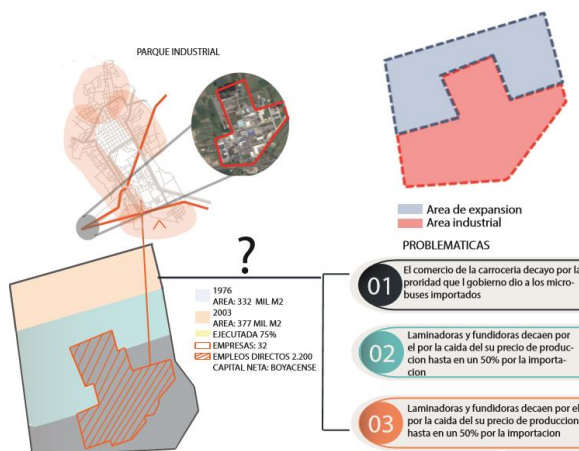 PARQUE INDUSTRIAL
Area de expansion
Area industrial
?
1976
AREA: 332 MIL M2
2003
AREA: 377 MIL M2
EJECUTADA 75%
EMPRESAS: 32
EMPLEOS DIRECTOS 2.200
CAPITAL NETA: BOYACENSE
PROBLEMATICAS
01
El comercio de la carroceria decayo por la
proridad que l gobierno dio a los micro-
buses importados
02
Laminadoras y fundidoras decaen por
el por la caida del su precio de produc-
cion hasta en un 50% por la importa-
cion
03
Laminadoras y fundidoras decaen por el
por la caida del su precio de produccion
hasta en un 50% por la importacion